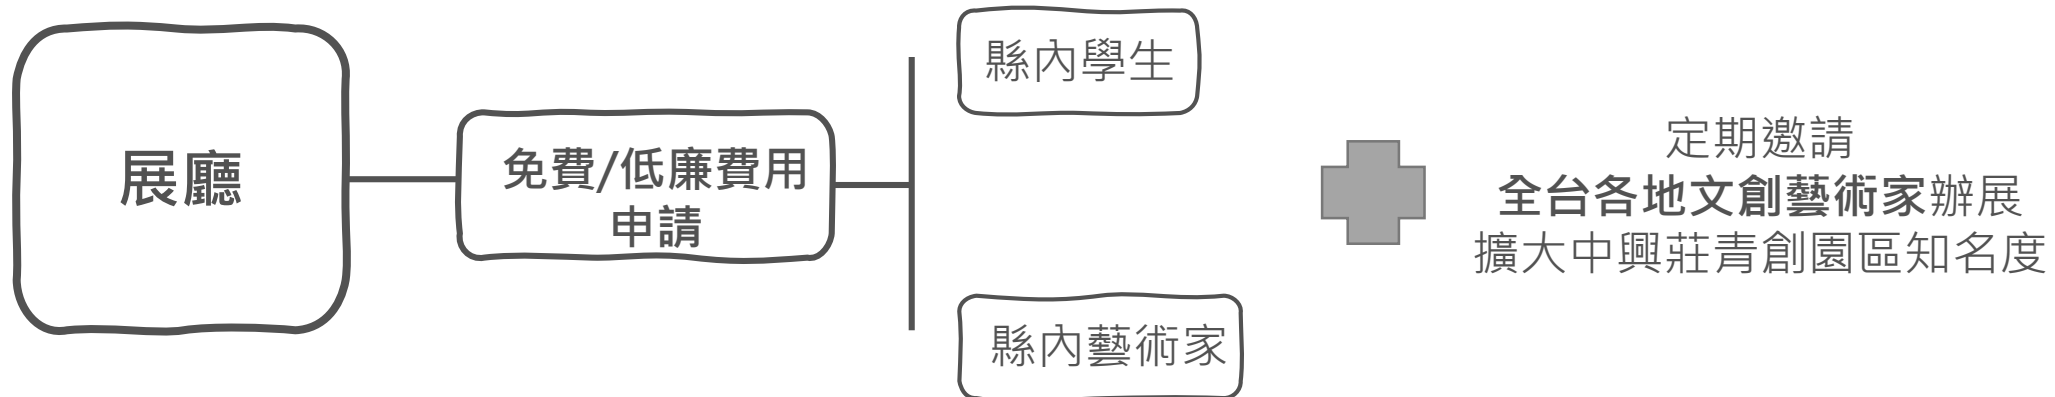 展廳
免費/低廉費用
申請
縣內學生
縣內藝術家
定期邀請
全台各地文創藝術家辦展
擴大中興莊青創園區知名度